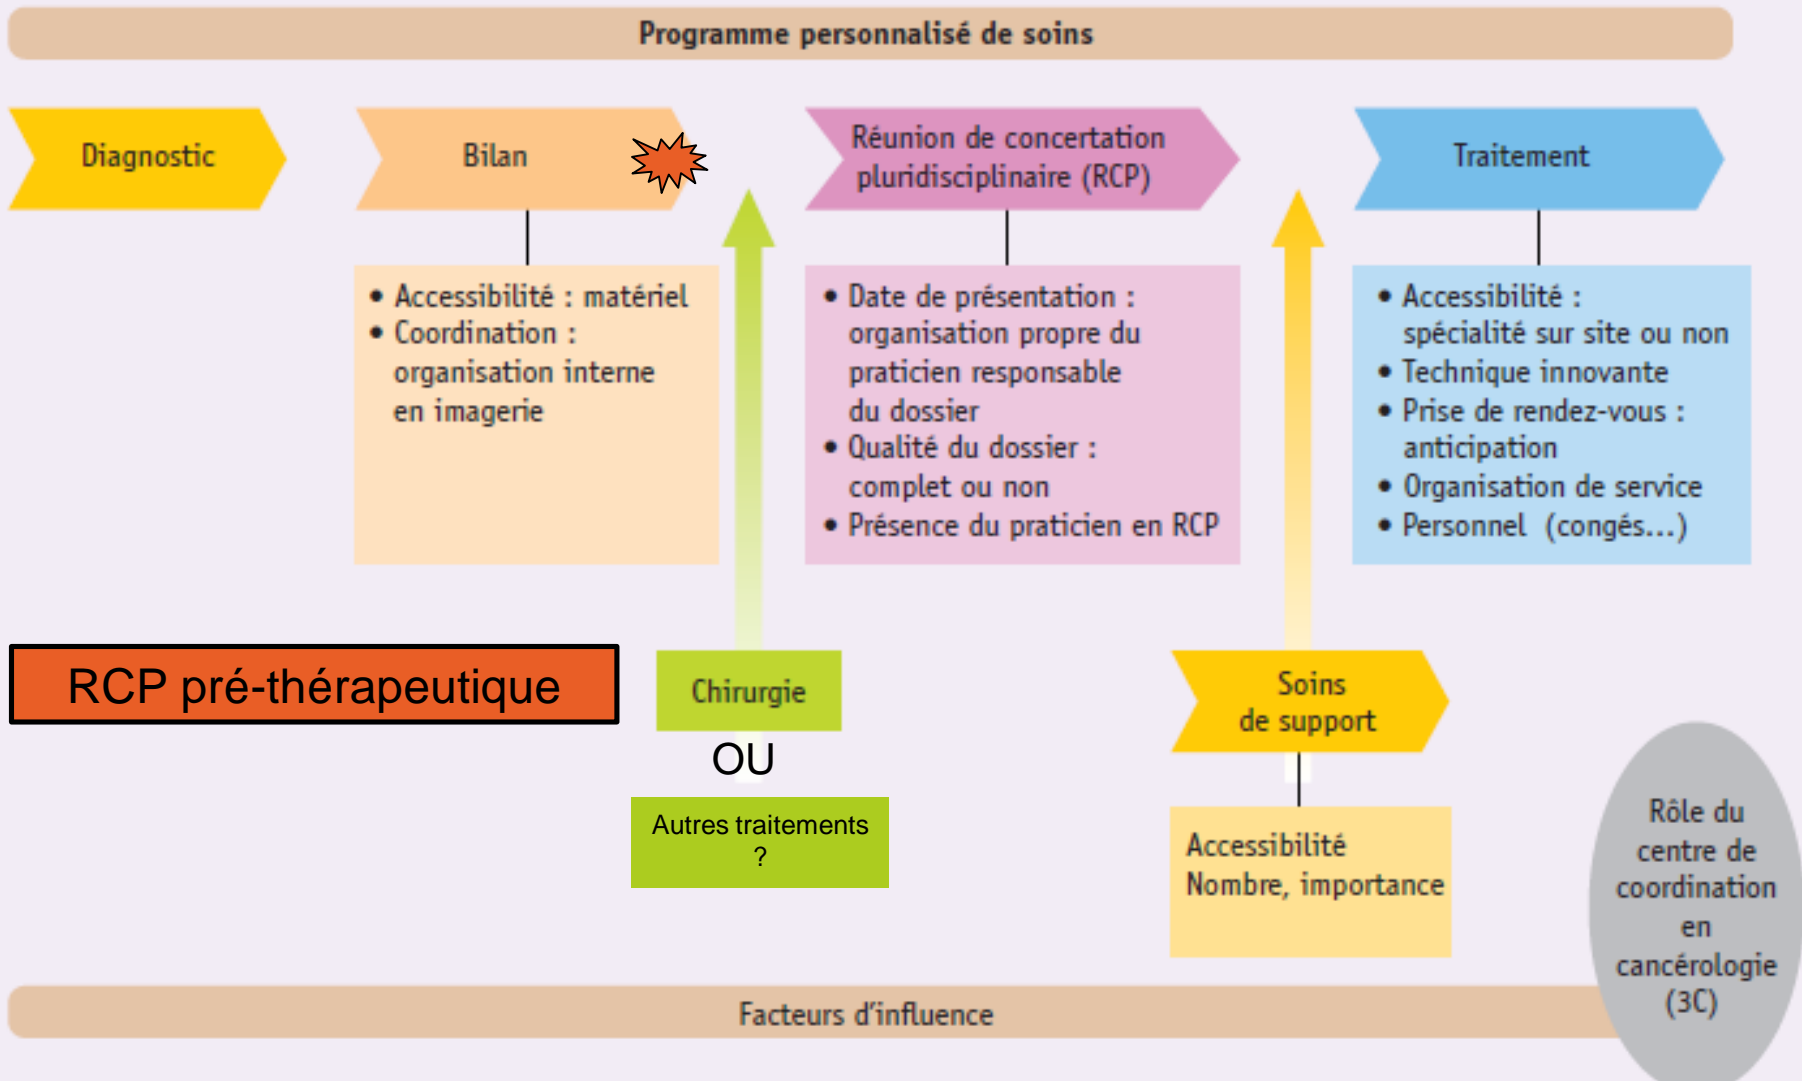 Programme personnalisé de soins
Diagnostic
Bilan
Réunion de concertation
pluridisciplinaire (RCP)
Traitement
• Accessibilité : matériel
• Coordination :
organisation interne
en imagerie
• Date de présentation :
organisation propre du
praticien responsable
du dossier
• Qualité du dossier :
complet ou non
• Présence du praticien en RCP
• Accessibilité :
spécialité sur site ou non
• Technique innovante
• Prise de rendez-vous :
anticipation
• Organisation de service
• Personnel (congés...)
RCP pré-thérapeutique
Chirurgie
OU
Autres traitements
?
Soins
de support
Accessibilité
Nombre, importance
Rôle du
centre de
coordination
en
cancérologie
(3C)
Facteurs d'influence